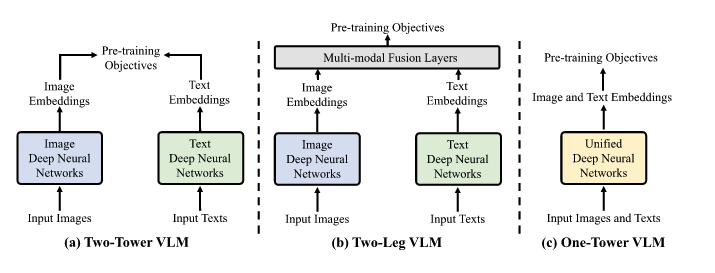 Pre-training
Objectives
Image
Embeddings
Text
Embeddings
Image
Deep Neural
Networks
Text
Deep Neural
Networks
Input Images
Input Texts
(a) Two-Tower VLM
Pre-training Objectives
Multi-modal Fusion Layers
Image
Embeddings
Text
Embeddings
Image
Deep Neural
Networks
Text
Deep Neural
Networks
Input Images
Input Texts
(b) Two-Leg VLM
Pre-training Objectives
Image and Text Embeddings
Unified
Deep Neural
Networks
Input Images and Texts
(c) One-Tower VLM